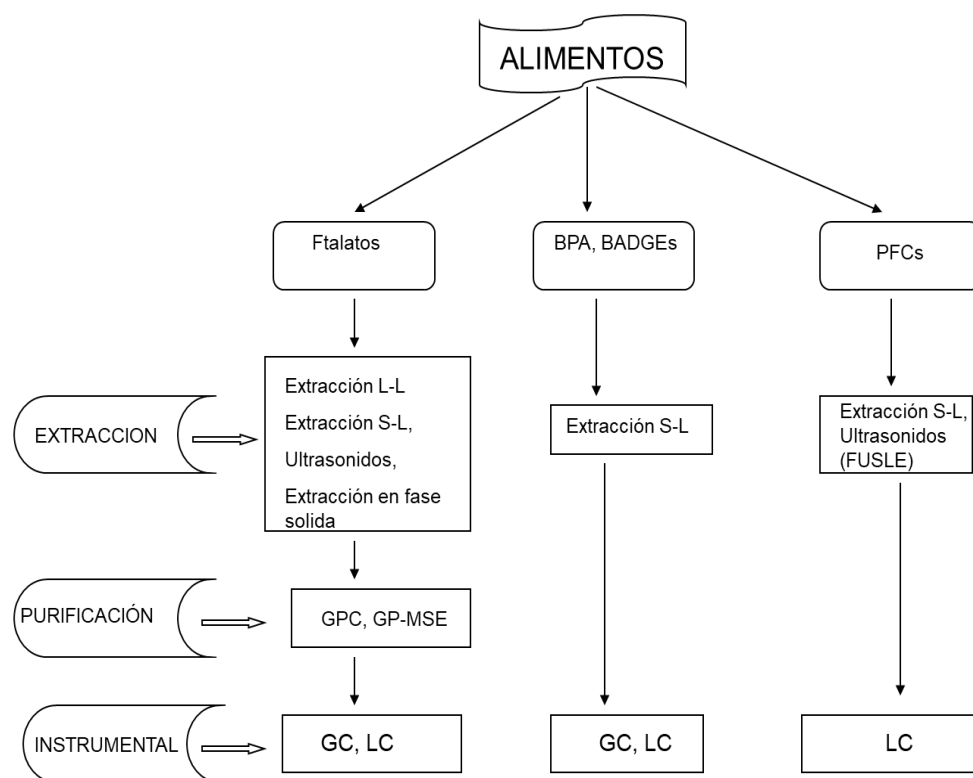 ALIMENTOS
Ftalatos
BPA, BADGEs
PFCs
EXTRACCION
Extracción L-L
Extracción S-L,
Ultrasonidos,
Extracción en fase
solida
Extracción S-L
Extracción S-L,
Ultrasonidos
(FUSLE)
PURIFICACIÓN
GPC, GP-MSE
INSTRUMENTAL
GC, LC
GC, LC
LC